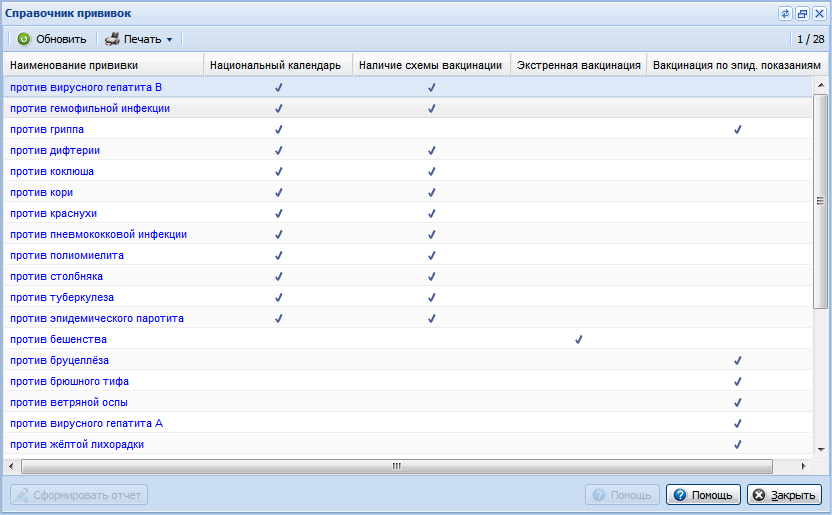 Справочник прививок
Обновить Печать 1 / 28
Наименование прививки Национальный календарь Наличие схемы вакцинации Экстренная вакцинация Вакцинация по эпид. показаниям
против вирусного гепатита B
против гемофильной инфекции
против гриппа
против дифтерии
против коклюша
против кори
против краснухи
против пневмококковой инфекции
против полиомиелита
против столбняка
против туберкулеза
против эпидемического паротита
против бешенства
против бруцеллёза
против брюшного тифа
против ветряной оспы
против вирусного гепатита A
против жёлтой лихорадки
Сформировать отчет Помощь Помощь Закрыть